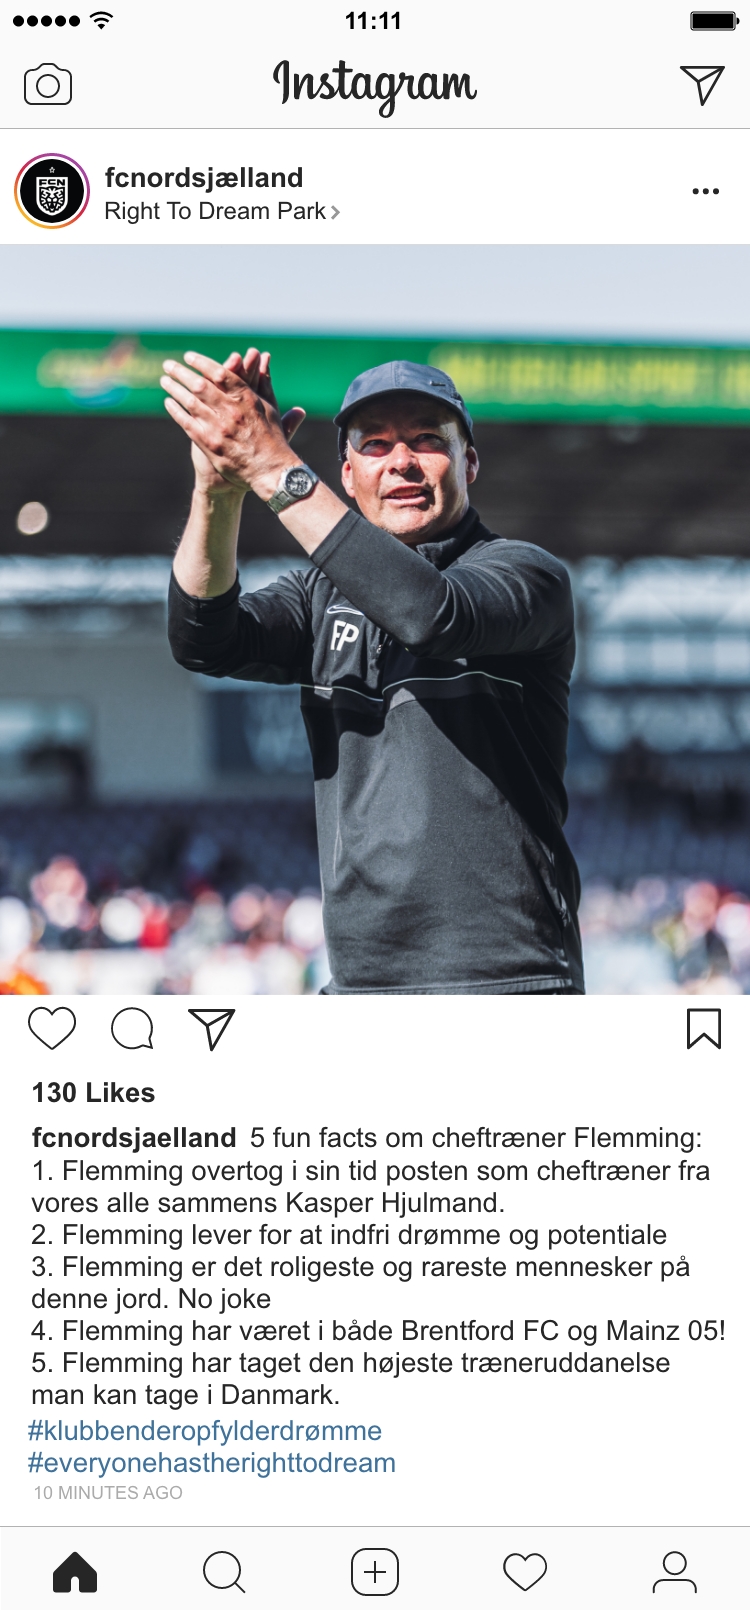 11:11
Instagram
FCN
fcnordsjælland
Right To Dream Park
FP
130 Likes
fcnordsjaelland 5 fun facts om cheftræner Flemming:
1. Flemming overtog i sin tid posten som cheftræner fra
vores alle sammens Kasper Hjulmand.
2. Flemming lever for at indfri drømme og potentiale
3. Flemming er det roligeste og rareste mennesker på
denne jord. No joke
4. Flemming har været i både Brentford FC og Mainz 05!
5. Flemming har taget den højeste træneruddanelse
man kan tage i Danmark.
#klubbenderopfylderdrømme
#everyonehastherighttodream
10 MINUTES AGO